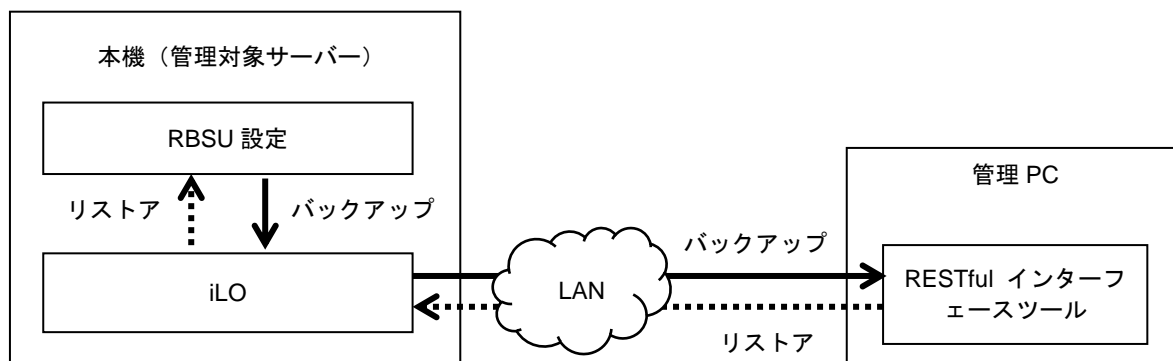 本機（管理対象サーバー）
RBSU 設定
リストア
バックアップ
iLO
LAN
バックアップ
リストア
管理 PC
RESTful インターフ
ェースツール